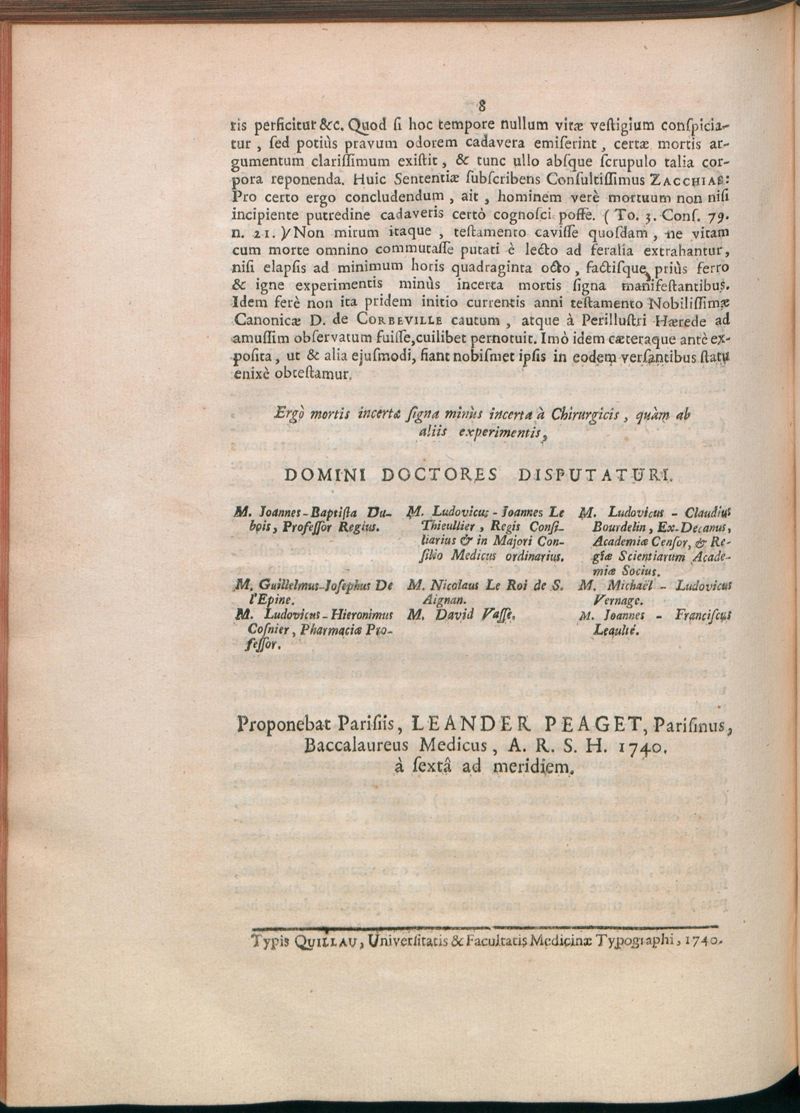 8
ris perficitur &c. Quod ſi hoc tempore nullum vitæ veſtigium conſpicia-
tur , ſed potiùs pravum odorem cadavera emiſerint , certæ mortis ar-
gumentum clariſſimum exiſtit , & tunc ullo abſque ſcrupulo talia cor-
pora reponenda. Huic Sententiæ ſubſcribens Conſultiſſimus ZACCHIAS:
Pro certo ergo concludendum , ait , hominem verè mortuum non niſi
incipiente putredine cadaveris certò cognoſci poſſe. ( To. 3. Conſ. 79.
n. 21. ) Non mirum itaque , teſtamento caviſſe quoſdam , ne vitam
cum morte omnino commutaſſe putati è lecto ad feralia extrahantur,
niſi elapſis ad minimum horis quadraginta octo , factiſque priùs ferro
& igne experimentis minùs incerta mortis ſigna manifeſtantibus.
Idem ferè non ita pridem initio currentis anni teſtamento Nobiliſſimæ
Canonicæ D. de CORBEVILLE cautum , atque à Perilluſtri Hærede ad
amuſſim obſervatum fuiſſe,cuilibet pernotuit. Imò idem cæteraque antè ex-
poſita , ut & alia ejuſmodi, fiant nobiſmet ipſis in eodem verſantibus ſtatu
enixè obteſtamur.
Ergò mortis incerta ſigna minùs incerta à Chirurgicis , quàm ab
aliis experimentis,
DOMINI DOCTORES DISPUTATURI.
M. Joannes-Baptiſta Du-
bois, Profeſſor Regius.
M. Ludovicus - Joannes Le
Thieullier , Regis Conſi-
liarius & in Majori Con-
ſilio Medicus ordinarius.
M. Ludovicus - Claudius
Bourdelin, Ex-Decanus,
Academiæ Cenſor, & Re-
giæ Scientiarum Acade-
miæ Socius.
M. Guillelmus-Joſephus De
l'Epine.
M. Nicolaus Le Roi de S.
Aignan.
M. Michaël - Ludovicus
Vernage.
M. Ludovicus-Hieronimus
Coſnier, Pharmaciæ Pro-
feſſor.
M. David Vaſſe.
M. Joannes - Franciſcus
Leaulté.
Proponebat Pariſiis, LEANDER PEAGET, Pariſinus,
Baccalaureus Medicus, A. R. S. H. 1740.
à ſextâ ad meridiem.
Typis QUILLAU, Univerſitatis & Facultatis Medicinæ Typographi, 1740.